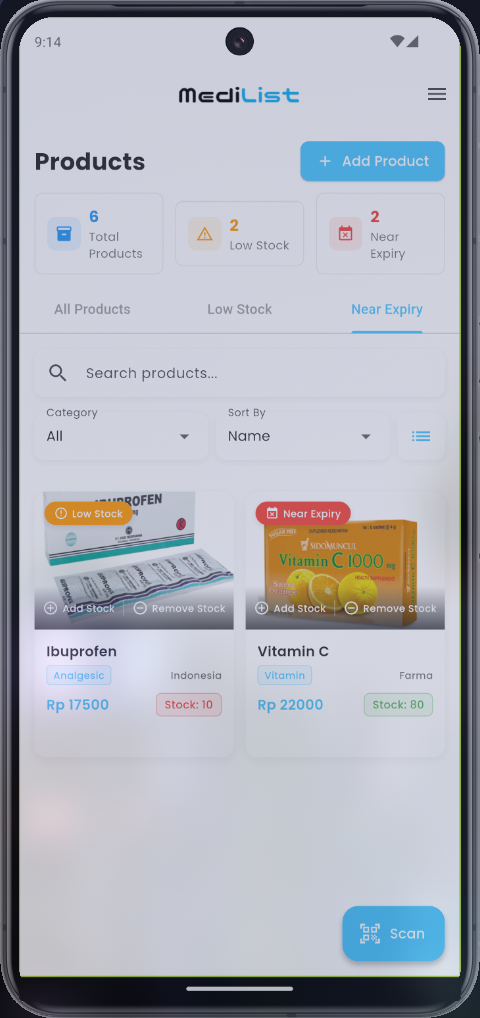 9:14
MediList
Products
Add Product
6
Total
Products
2
Low Stock
2
Near
Expiry
All Products
Low Stock
Near Expiry
Search products...
Category
All
Sort By
Name
IBUPROFEN
Low Stock
Near Expiry
SIDOMUNCUL
Vitamin C 1000 mg
Add Stock
Remove Stock
Add Stock
Remove Stock
Ibuprofen
Analgesic
Indonesia
Rp 17500
Stock: 10
Vitamin C
Vitamin
Farma
Rp 22000
Stock: 80
Scan